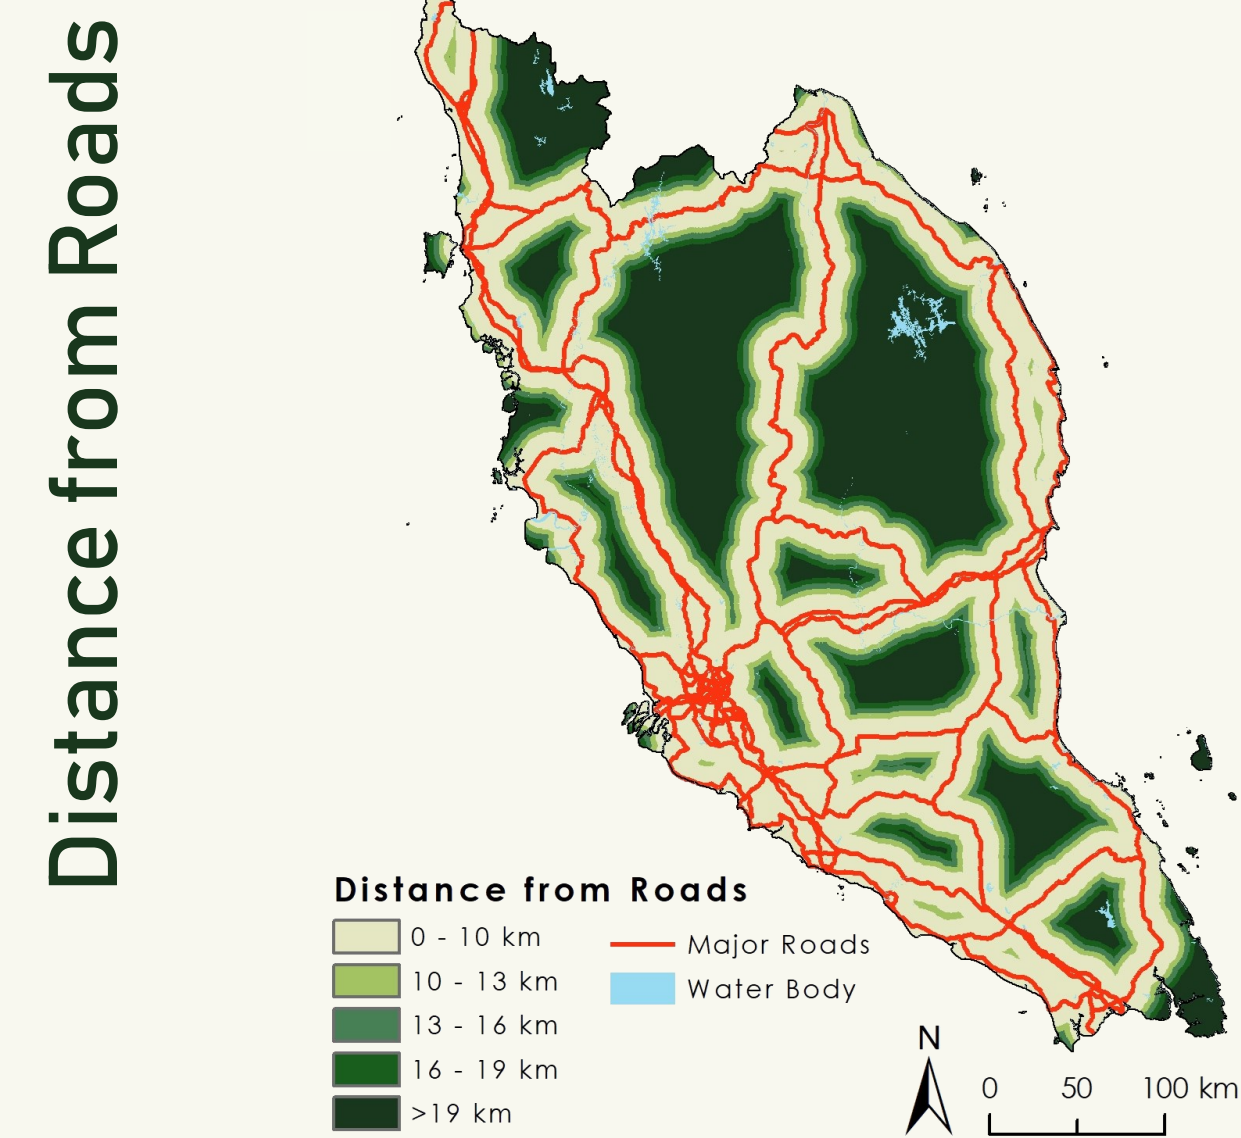 Distance from Roads
Distance from Roads
0 - 10 km
10 - 13 km
13 - 16 km
16 - 19 km
>19 km
Major Roads
Water Body
N
0 50 100 km